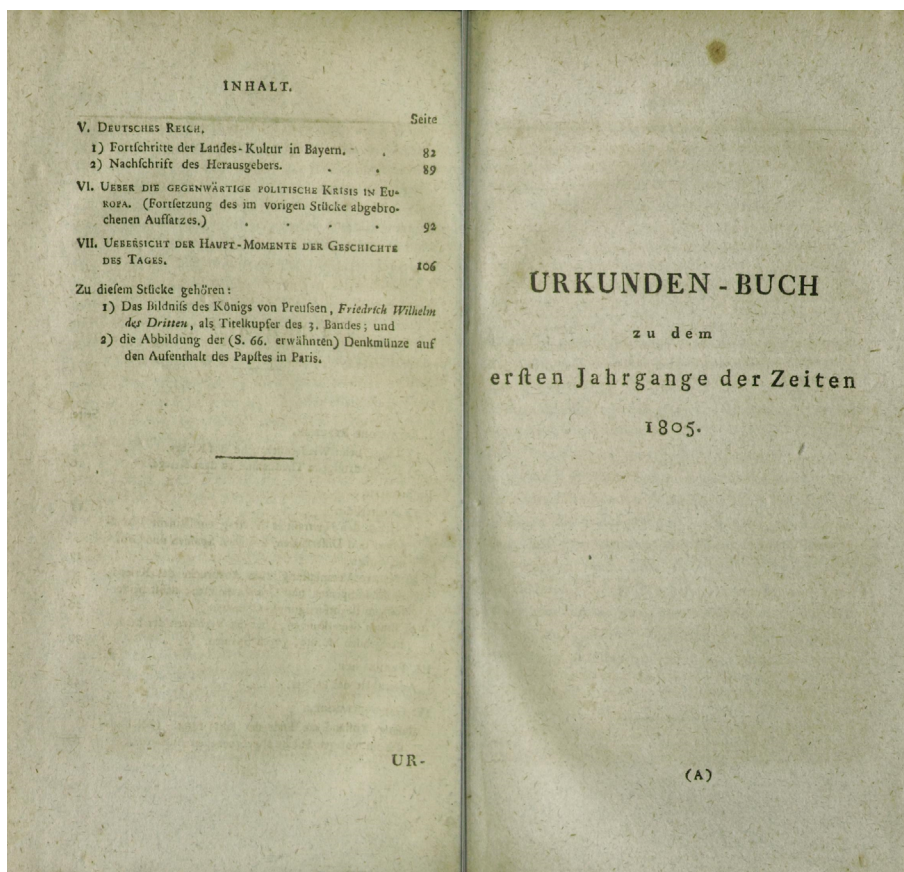 INHALT.
Seite
V. DEUTSCHES REICH.
1) Fortſchritte der Landes-Kultur in Bayern. . . 82
2) Nachſchrift des Herausgebers. . . 89
VI. UEBER DIE GEGENWÄRTIGE POLITISCHE KRISIS IN EU-
ROPA. (Fortſetzung des im vorigen Stücke abgebro-
chenen Auffatzes.) . . . . 92
VII. UEBERSICHT DER HAUPT-MOMENTE DER GESCHICHTE
DES TAGES. 106
Zu dieſem Stücke gehören:
1) Das Bildniſs des Königs von Preuſsen, Friedrich Wilhelm
des Dritten, als Titelkupfer des 3. Bandes; und
2) die Abbildung der (S. 66. erwähnten) Denkmünze auf
den Aufenthalt des Papſtes in Paris.
UR-
URKUNDEN-BUCH
zu dem
erſten Jahrgange der Zeiten
1805.
(A)